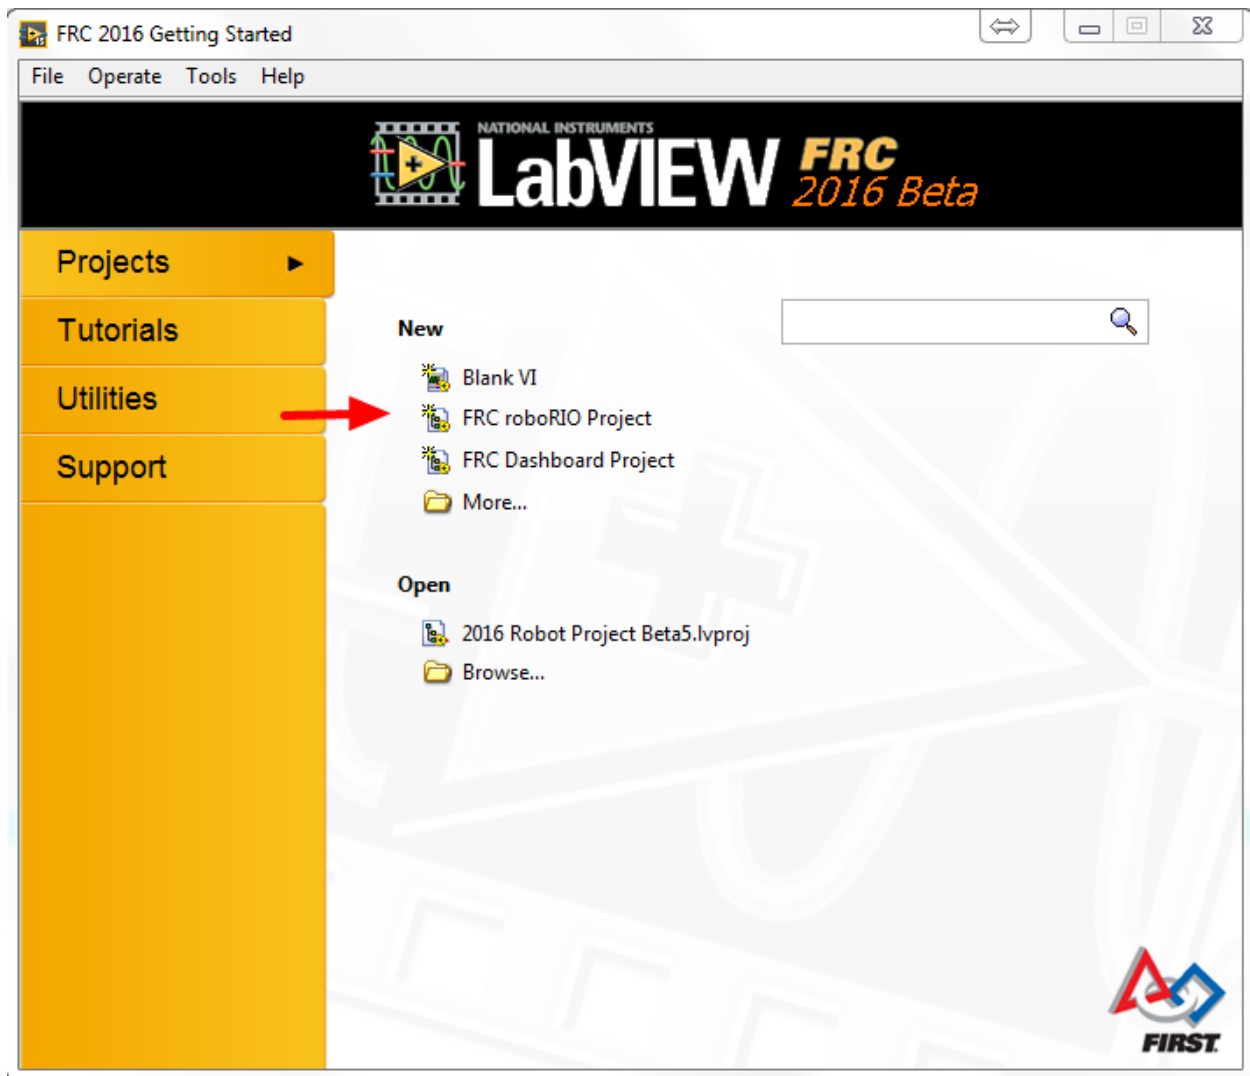 FRC 2016 Getting Started
File Operate Tools Help
NATIONAL INSTRUMENTS
LabVIEW FRC
2016 Beta
Projects
Tutorials
Utilities
Support
New
Blank VI
FRC roboRIO Project
FRC Dashboard Project
More...
Open
2016 Robot Project Beta5.lvproj
Browse...
FIRST